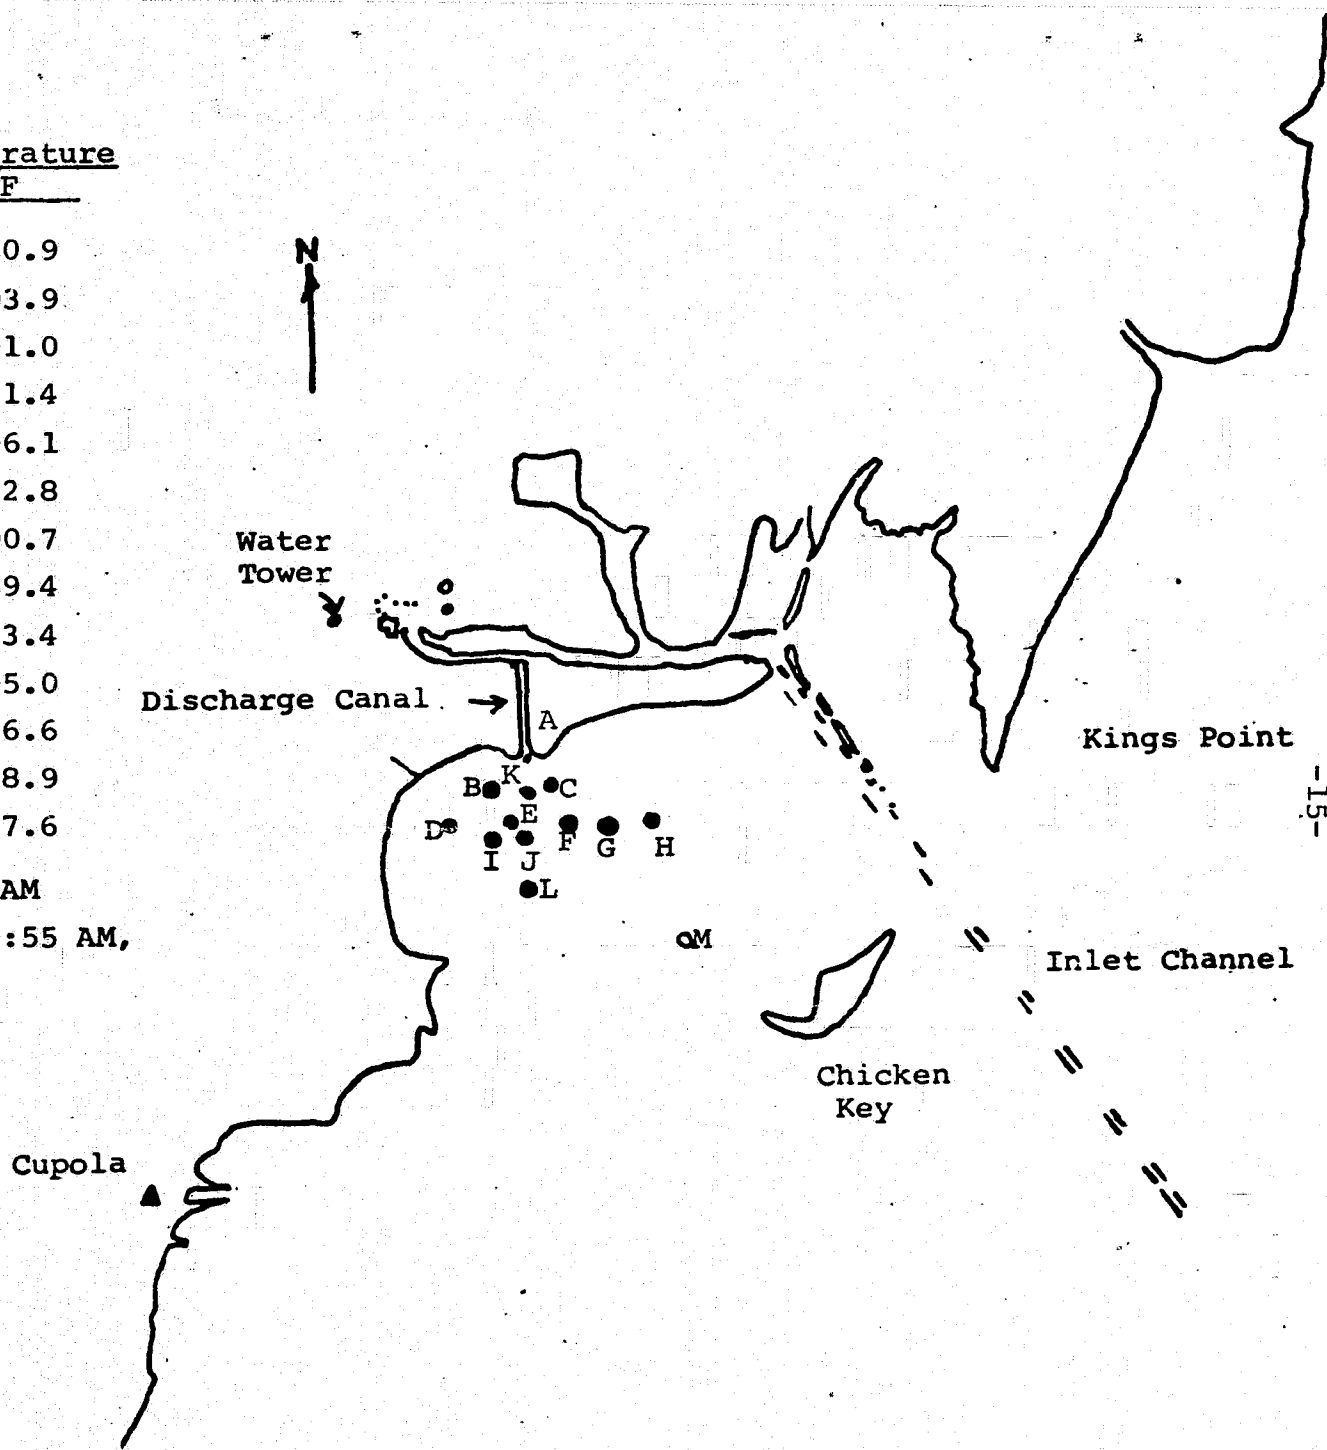 rature
F
0.9
3.9
1.0
1.4
6.1
2.8
0.7
9.4
3.4
5.0
6.6
8.9
7.6
AM
:55 AM,
N
Water
Tower
Discharge Canal
A
B
K
C
D
E
F
G
H
I
J
L
M
Kings Point
-15-
Inlet Channel
Chicken
Key
Cupola